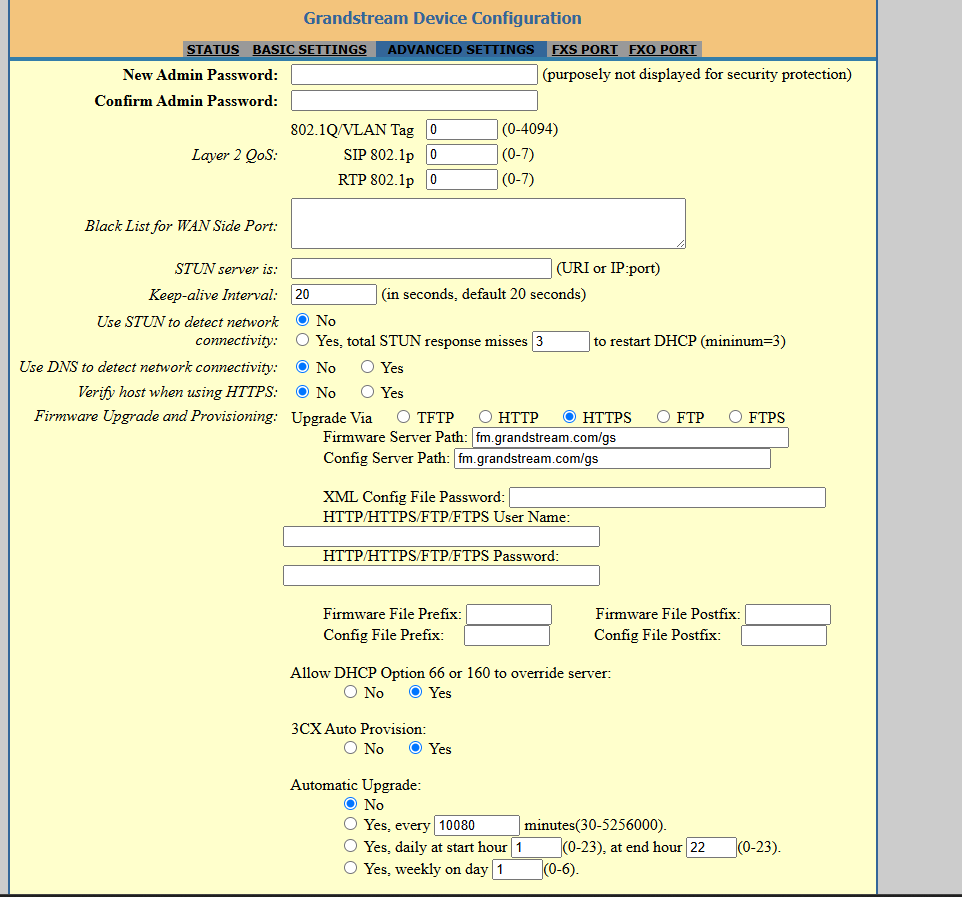 Grandstream Device Configuration
STATUS BASIC SETTINGS ADVANCED SETTINGS FXS PORT FXO PORT
New Admin Password: (purposely not displayed for security protection)
Confirm Admin Password:
802.1Q/VLAN Tag 0 (0-4094)
Layer 2 QoS: SIP 802.1p 0 (0-7)
RTP 802.1p 0 (0-7)
Black List for WAN Side Port:
STUN server is: (URI or IP:port)
Keep-alive Interval: 20 (in seconds, default 20 seconds)
Use STUN to detect network connectivity: No
Yes, total STUN response misses 3 to restart DHCP (mininum=3)
Use DNS to detect network connectivity: No Yes
Verify host when using HTTPS: No Yes
Firmware Upgrade and Provisioning: Upgrade Via TFTP HTTP HTTPS FTP FTPS
Firmware Server Path: fm.grandstream.com/gs
Config Server Path: fm.grandstream.com/gs
XML Config File Password:
HTTP/HTTPS/FTP/FTPS User Name:
HTTP/HTTPS/FTP/FTPS Password:
Firmware File Prefix: Firmware File Postfix:
Config File Prefix: Config File Postfix:
Allow DHCP Option 66 or 160 to override server:
No Yes
3CX Auto Provision:
No Yes
Automatic Upgrade:
No
Yes, every 10080 minutes(30-5256000).
Yes, daily at start hour 1 (0-23), at end hour 22 (0-23).
Yes, weekly on day 1 (0-6).